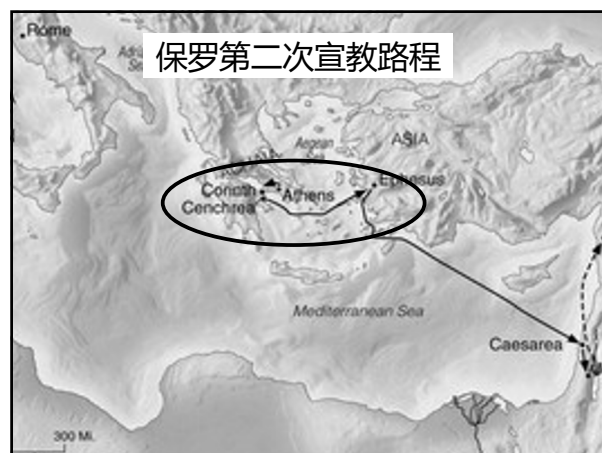 Rome
保罗第二次宣教路程
Aegean
ASIA
Ephesus
Corinth
Athens
Cenchrea
Mediterranean Sea
Caesarea
300 Mi.